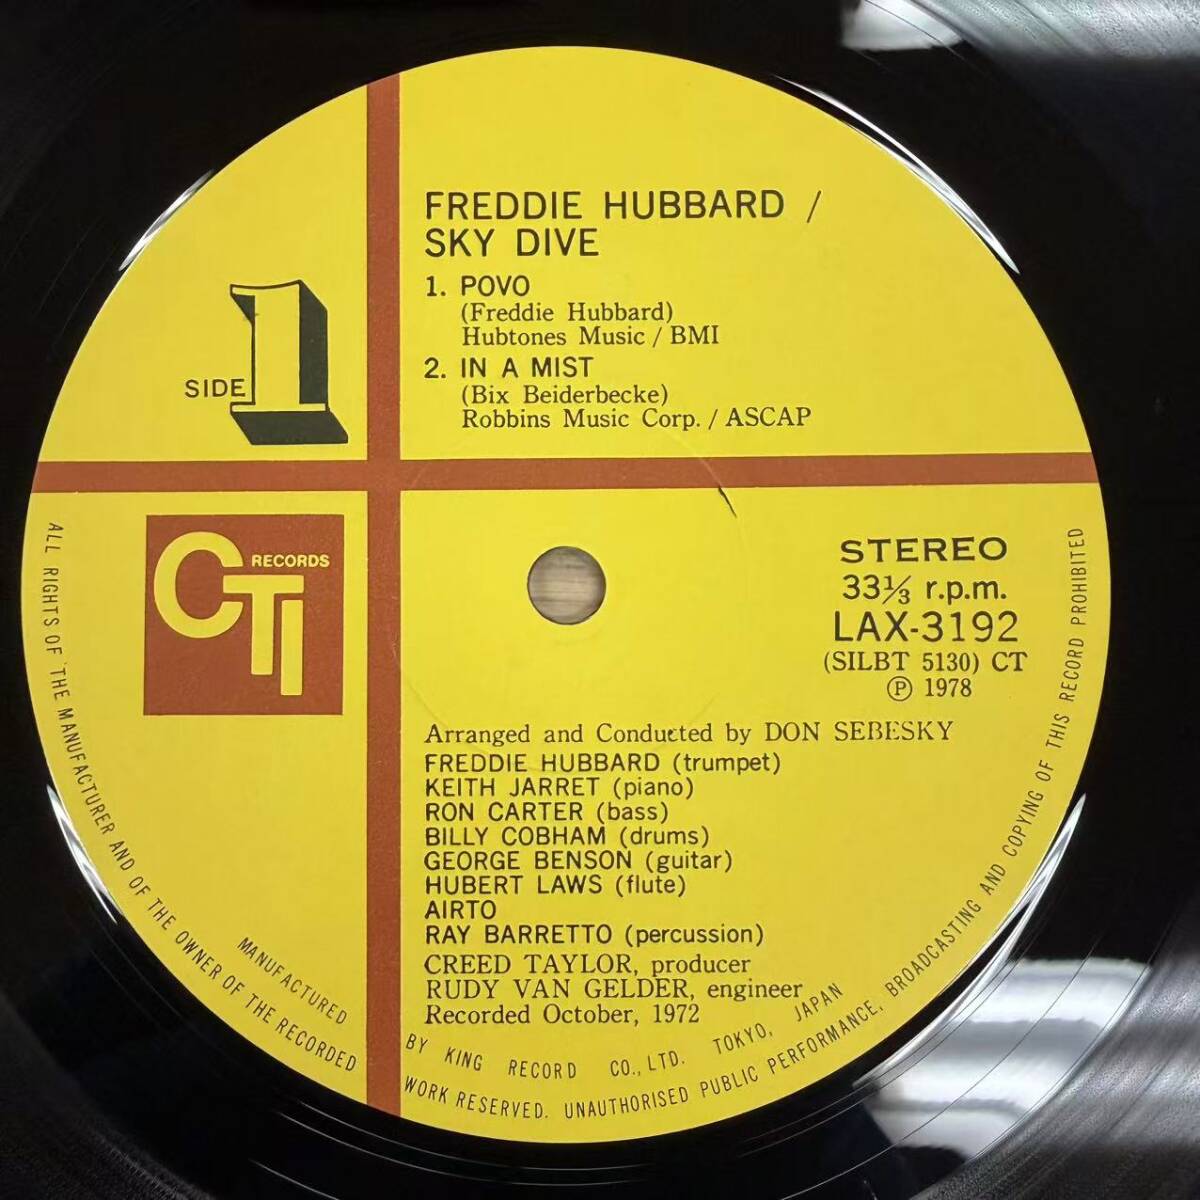 FREDDIE HUBBARD /
SKY DIVE
1. POVO
(Freddie Hubbard)
Hubtones Music / BMI
2. IN A MIST
(Bix Beiderbecke)
Robbins Music Corp. / ASCAP
SIDE 1
CTI RECORDS
STEREO
33⅓ r.p.m.
LAX-3192
(SILBT 5130) CT
Ⓟ 1978
Arranged and Conducted by DON SEBESKY
FREDDIE HUBBARD (trumpet)
KEITH JARRET (piano)
RON CARTER (bass)
BILLY COBHAM (drums)
GEORGE BENSON (guitar)
HUBERT LAWS (flute)
AIRTO
RAY BARRETTO (percussion)
CREED TAYLOR, producer
RUDY VAN GELDER, engineer
Recorded October, 1972
MANUFACTURED BY KING RECORD CO., LTD. TOKYO, JAPAN
ALL RIGHTS OF THE MANUFACTURER AND OF THE OWNER OF THE RECORDED WORK RESERVED. UNAUTHORISED PUBLIC PERFORMANCE, BROADCASTING AND COPYING OF THIS RECORD PROHIBITED